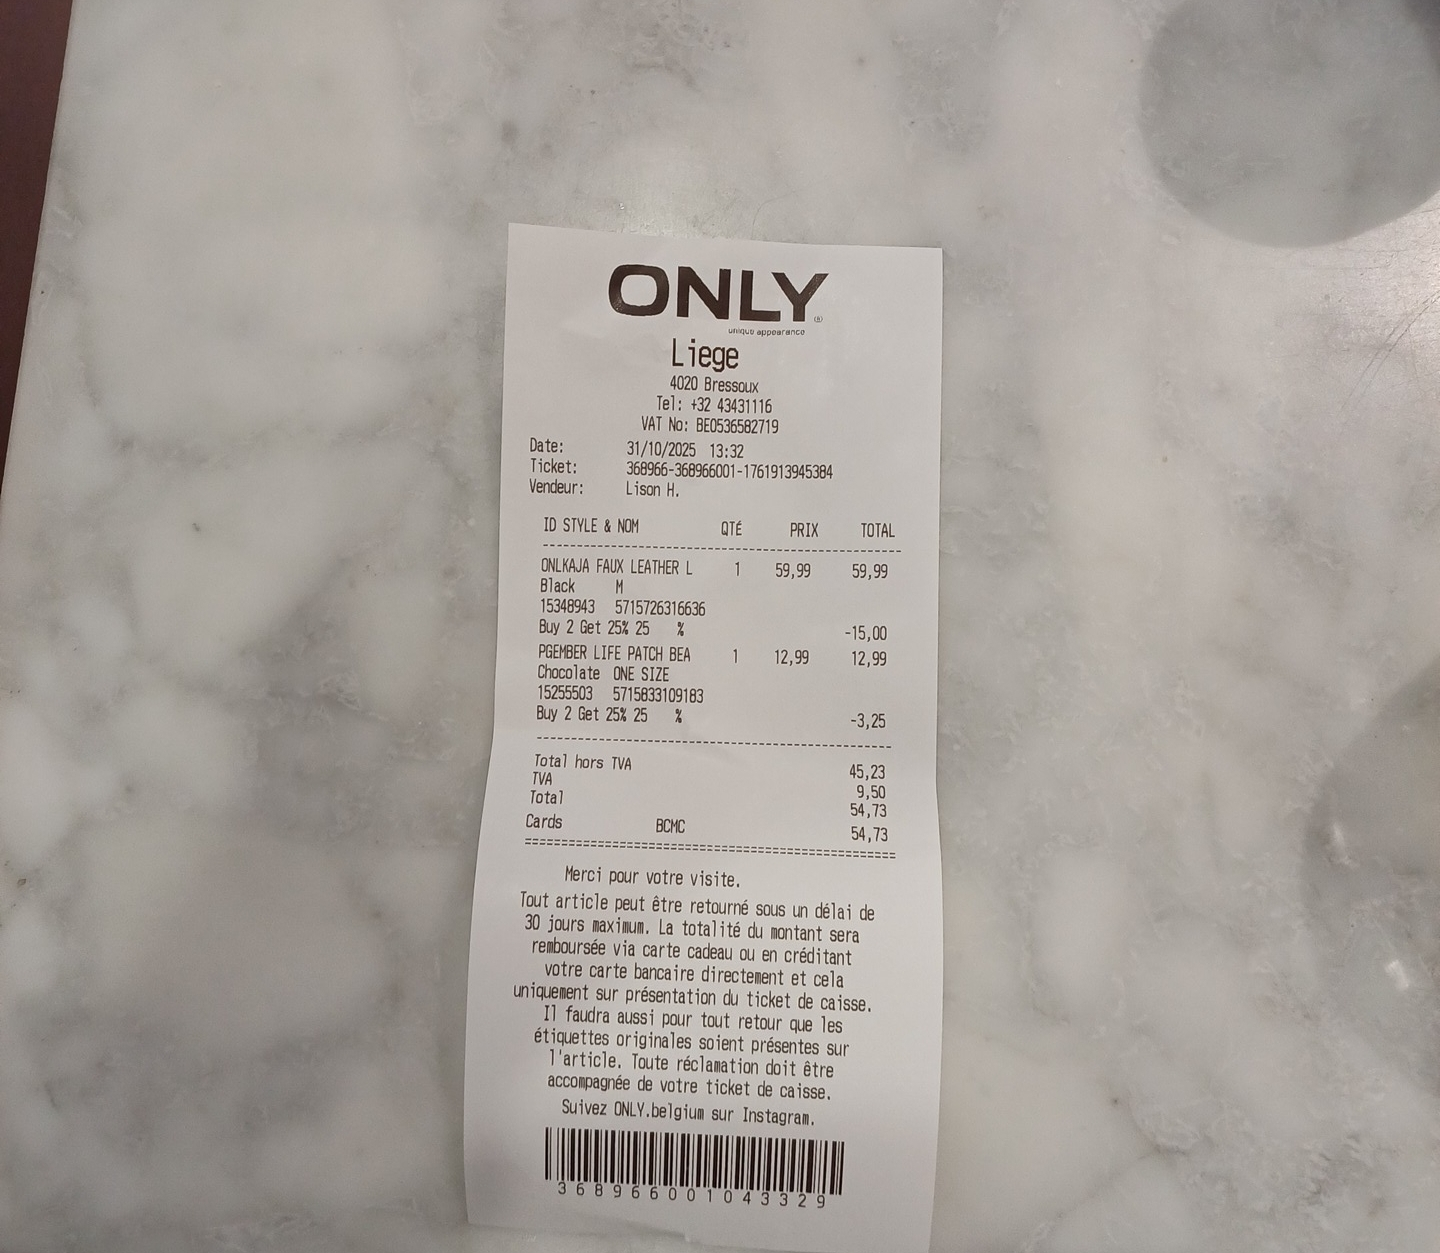 ONLY®
unique appearance
Liege
4020 Bressoux
Tel: +32 43431116
VAT No: BE0536582719
Date: 31/10/2025 13:32
Ticket: 368966-368966001-1761913945384
Vendeur: Lison H.
ID STYLE & NOM QTÉ PRIX TOTAL
ONLKAJA FAUX LEATHER L 1 59,99 59,99
Black M
15348943 5715726316636
Buy 2 Get 25% 25 % -15,00
PGEMBER LIFE PATCH BEA 1 12,99 12,99
Chocolate ONE SIZE
15255503 5715833109183
Buy 2 Get 25% 25 % -3,25
Total hors TVA 45,23
TVA 9,50
Total 54,73
Cards BCMC 54,73
Merci pour votre visite.
Tout article peut être retourné sous un délai de
30 jours maximum. La totalité du montant sera
remboursée via carte cadeau ou en créditant
votre carte bancaire directement et cela
uniquement sur présentation du ticket de caisse.
Il faudra aussi pour tout retour que les
étiquettes originales soient présentes sur
l'article. Toute réclamation doit être
accompagnée de votre ticket de caisse.
Suivez ONLY.belgium sur Instagram.
368966001043329